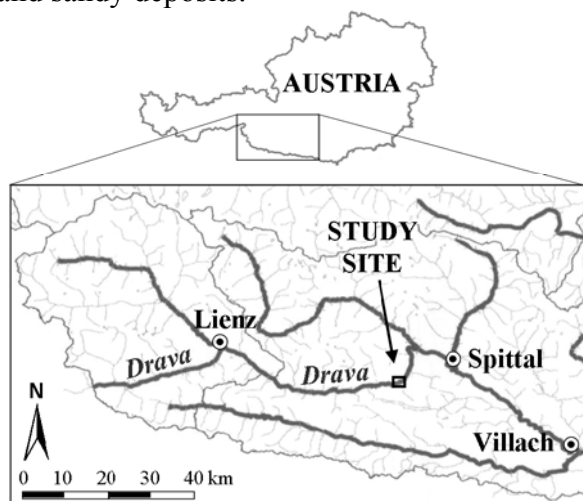 and sandy deposits.
AUSTRIA
STUDY
SITE
Lienz
Drava
Drava
Spittal
N
Villach
0 10 20 30 40 km